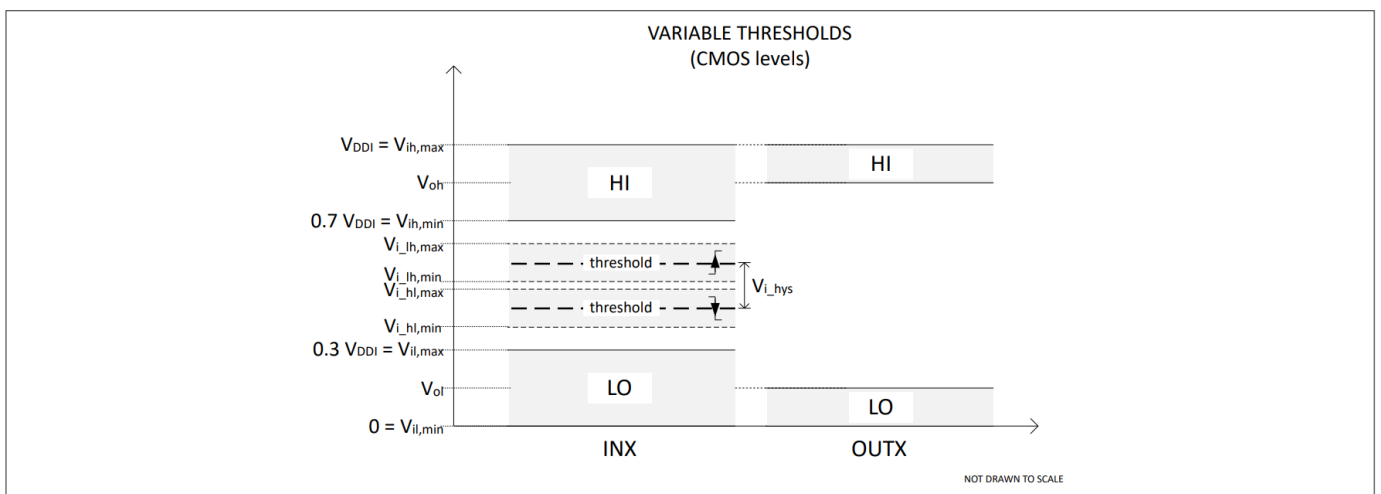 VARIABLE THRESHOLDS
(CMOS levels)
VDDI = Vih,max
HI
HI
Voh
0.7 VDDI = Vih,min
Vi_lh,max
threshold
Vi_lh,min
Vi_hl,max
Vi_hys
threshold
Vi_hl,min
0.3 VDDI = Vil,max
Vol
LO
LO
0 = Vil,min
INX
OUTX
NOT DRAWN TO SCALE